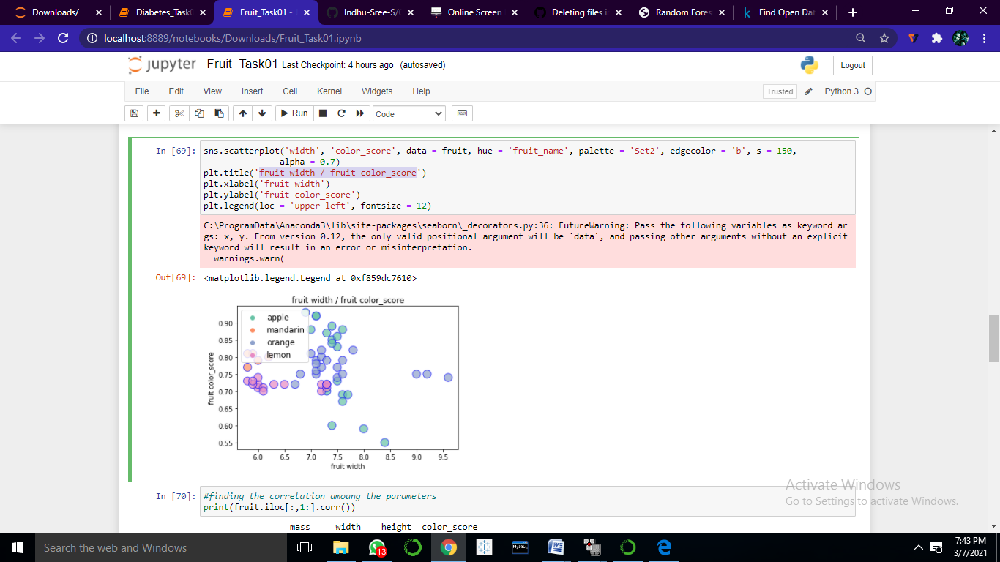 Downloads/
Diabetes_Task(
Fruit_Task01 - J
Indhu-Sree-S/(
Online Screen
Deleting files i
Random Fores
Find Open Dat
localhost:8889/notebooks/Downloads/Fruit_Task01.ipynb
jupyter Fruit_Task01 Last Checkpoint: 4 hours ago (autosaved)
Logout
File Edit View Insert Cell Kernel Widgets Help
Trusted
Python 3
Run
Code
In [69]: sns.scatterplot('width', 'color_score', data = fruit, hue = 'fruit_name', palette = 'Set2', edgecolor = 'b', s = 150,
alpha = 0.7)
plt.title('fruit width / fruit color_score')
plt.xlabel('fruit width')
plt.ylabel('fruit color_score')
plt.legend(loc = 'upper left', fontsize = 12)
C:\ProgramData\Anaconda3\lib\site-packages\seaborn\_decorators.py:36: FutureWarning: Pass the following variables as keyword ar
gs: x, y. From version 0.12, the only valid positional argument will be `data`, and passing other arguments without an explicit
keyword will result in an error or misinterpretation.
warnings.warn(
Out[69]: <matplotlib.legend.Legend at 0xf859dc7610>
fruit width / fruit color_score
apple
mandarin
orange
lemon
0.90
0.85
0.80
0.75
0.70
0.65
0.60
0.55
fruit color_score
6.0 6.5 7.0 7.5 8.0 8.5 9.0 9.5
fruit width
In [70]: #finding the correlation amoung the parameters
print(fruit.iloc[:,1:].corr())
mass width height color_score
Activate Windows
Go to Settings to activate Windows.
Search the web and Windows
13
MySQL
7:43 PM
3/7/2021